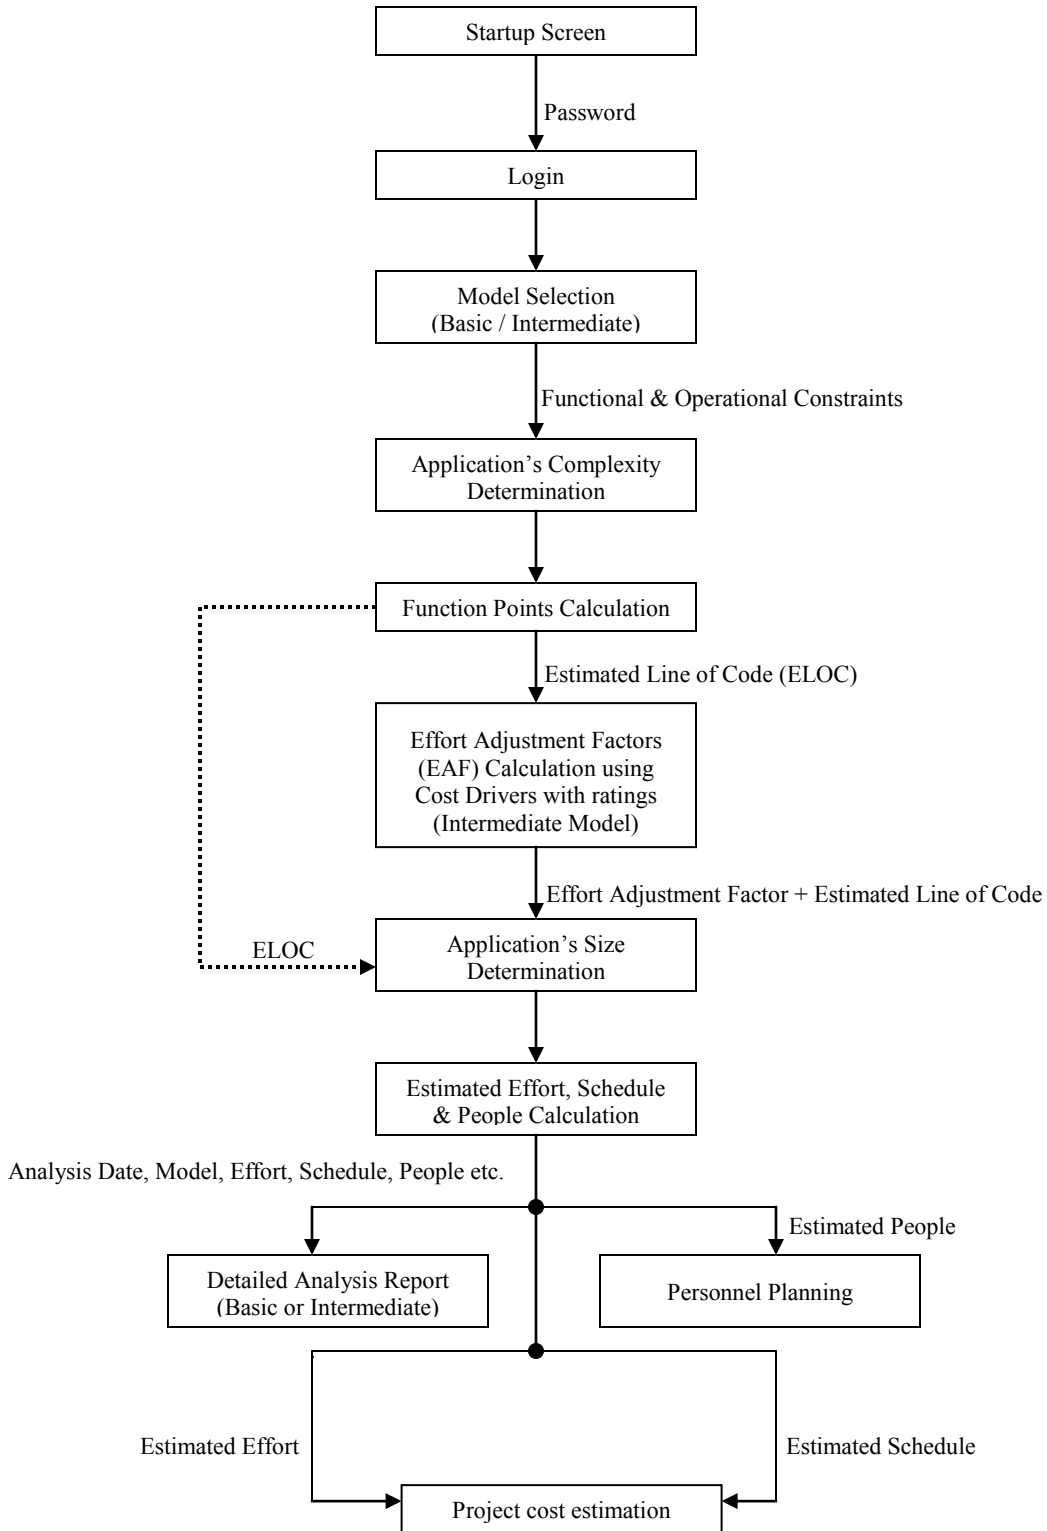 Startup Screen
Password
Login
Model Selection
(Basic / Intermediate)
Functional & Operational Constraints
Application’s Complexity
Determination
Function Points Calculation
Estimated Line of Code (ELOC)
Effort Adjustment Factors
(EAF) Calculation using
Cost Drivers with ratings
(Intermediate Model)
Effort Adjustment Factor + Estimated Line of Code
ELOC
Application’s Size
Determination
Estimated Effort, Schedule
& People Calculation
Analysis Date, Model, Effort, Schedule, People etc.
Estimated People
Detailed Analysis Report
(Basic or Intermediate)
Personnel Planning
Estimated Effort
Estimated Schedule
Project cost estimation